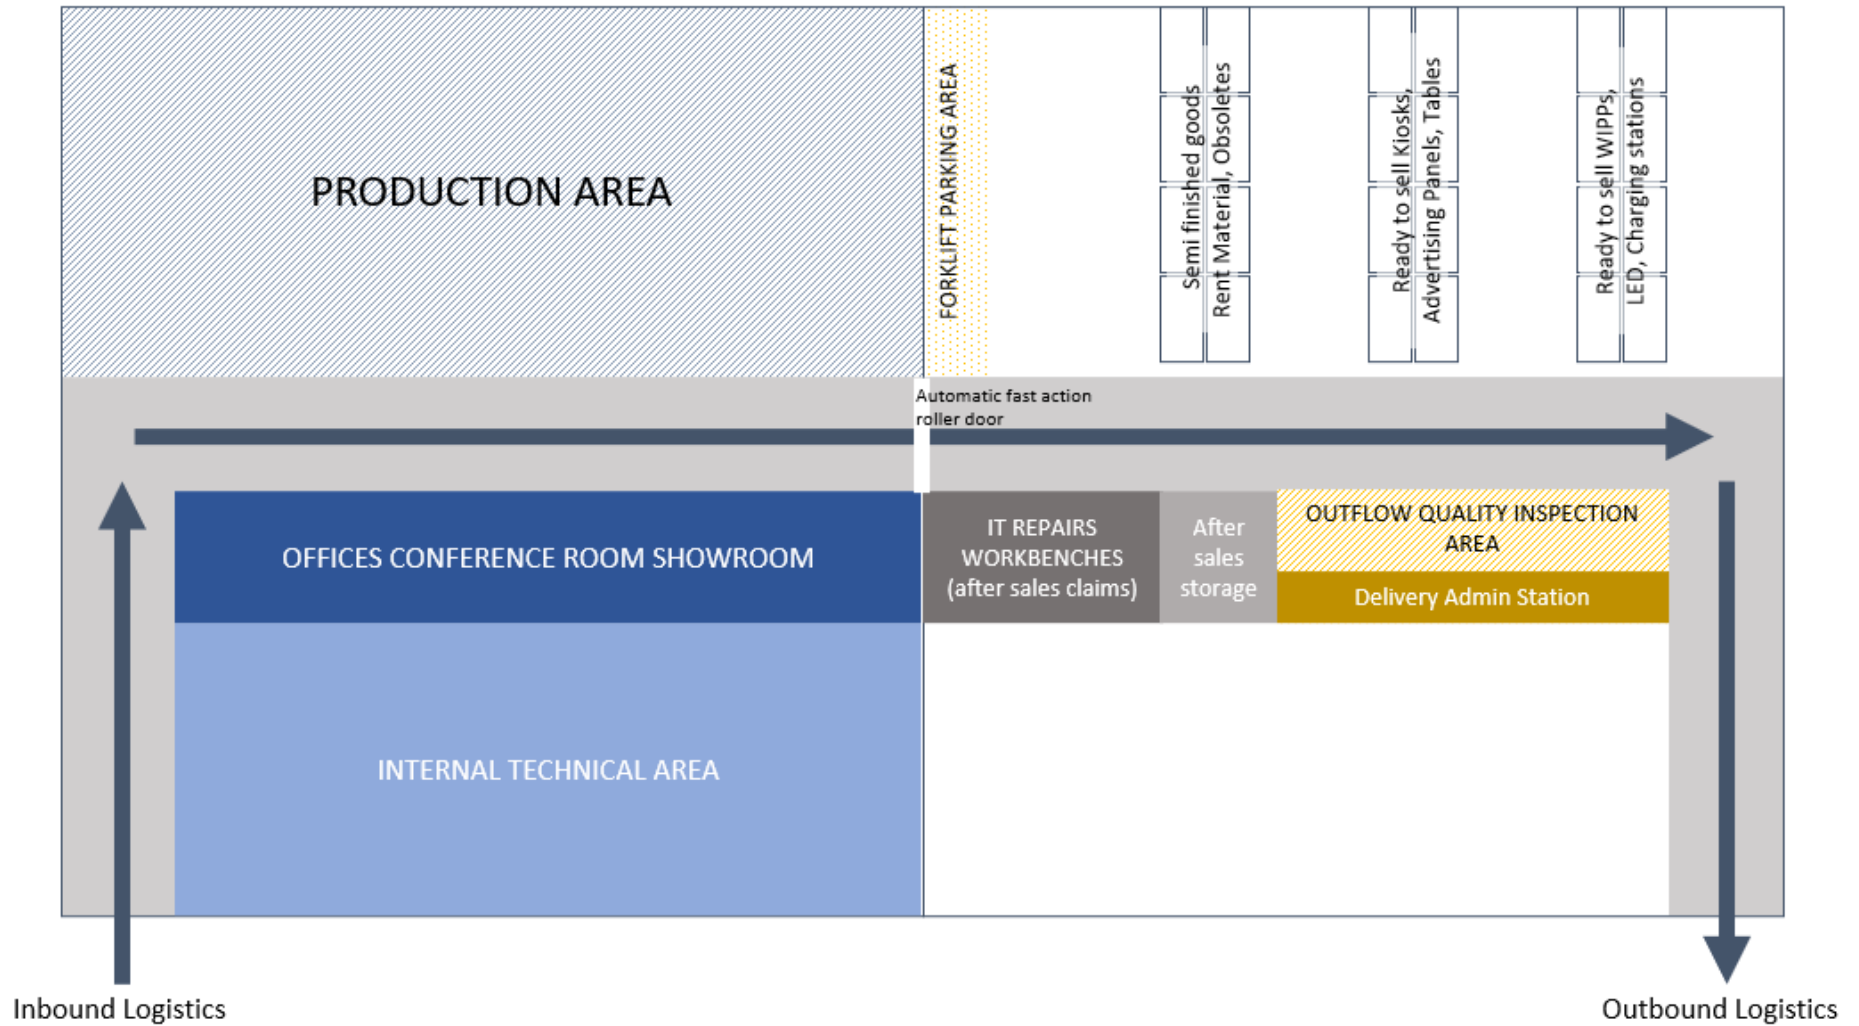 PRODUCTION AREA
FORKLIFT PARKING AREA
Semi finished goods
Rent Material, Obsoletes
Ready to sell Kiosks,
Advertising Panels, Tables
Ready to sell WIPPs,
LED, Charging stations
Automatic fast action
roller door
OFFICES CONFERENCE ROOM SHOWROOM
IT REPAIRS
WORKBENCHES
(after sales claims)
After
sales
storage
OUTFLOW QUALITY INSPECTION
AREA
Delivery Admin Station
INTERNAL TECHNICAL AREA
Inbound Logistics
Outbound Logistics